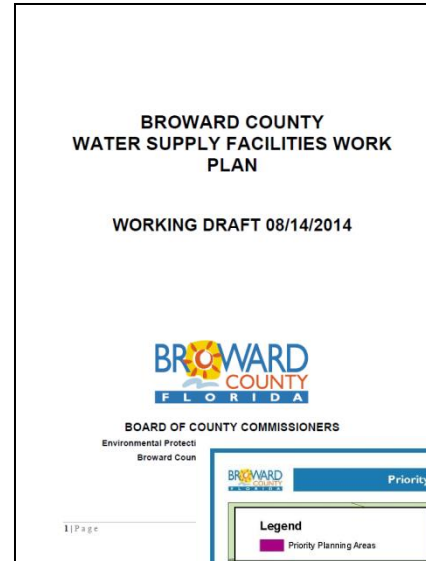 BROWARD COUNTY
WATER SUPPLY FACILITIES WORK
PLAN
WORKING DRAFT 08/14/2014
BROWARD
COUNTY
FLORIDA
BOARD OF COUNTY COMMISSIONERS
Environmental Protecti
Broward Coun
1 | Page
BROWARD
COUNTY
FLORIDA
Priority
Legend
Priority Planning Areas